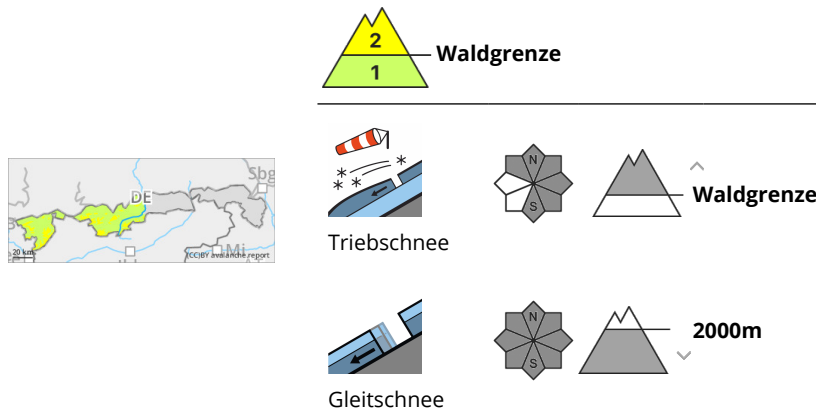 2
Waldgrenze
1
DE
Sbg
20 km
(CC)BY avalanche.report
N
S
Waldgrenze
Triebschnee
N
S
2000m
Gleitschnee